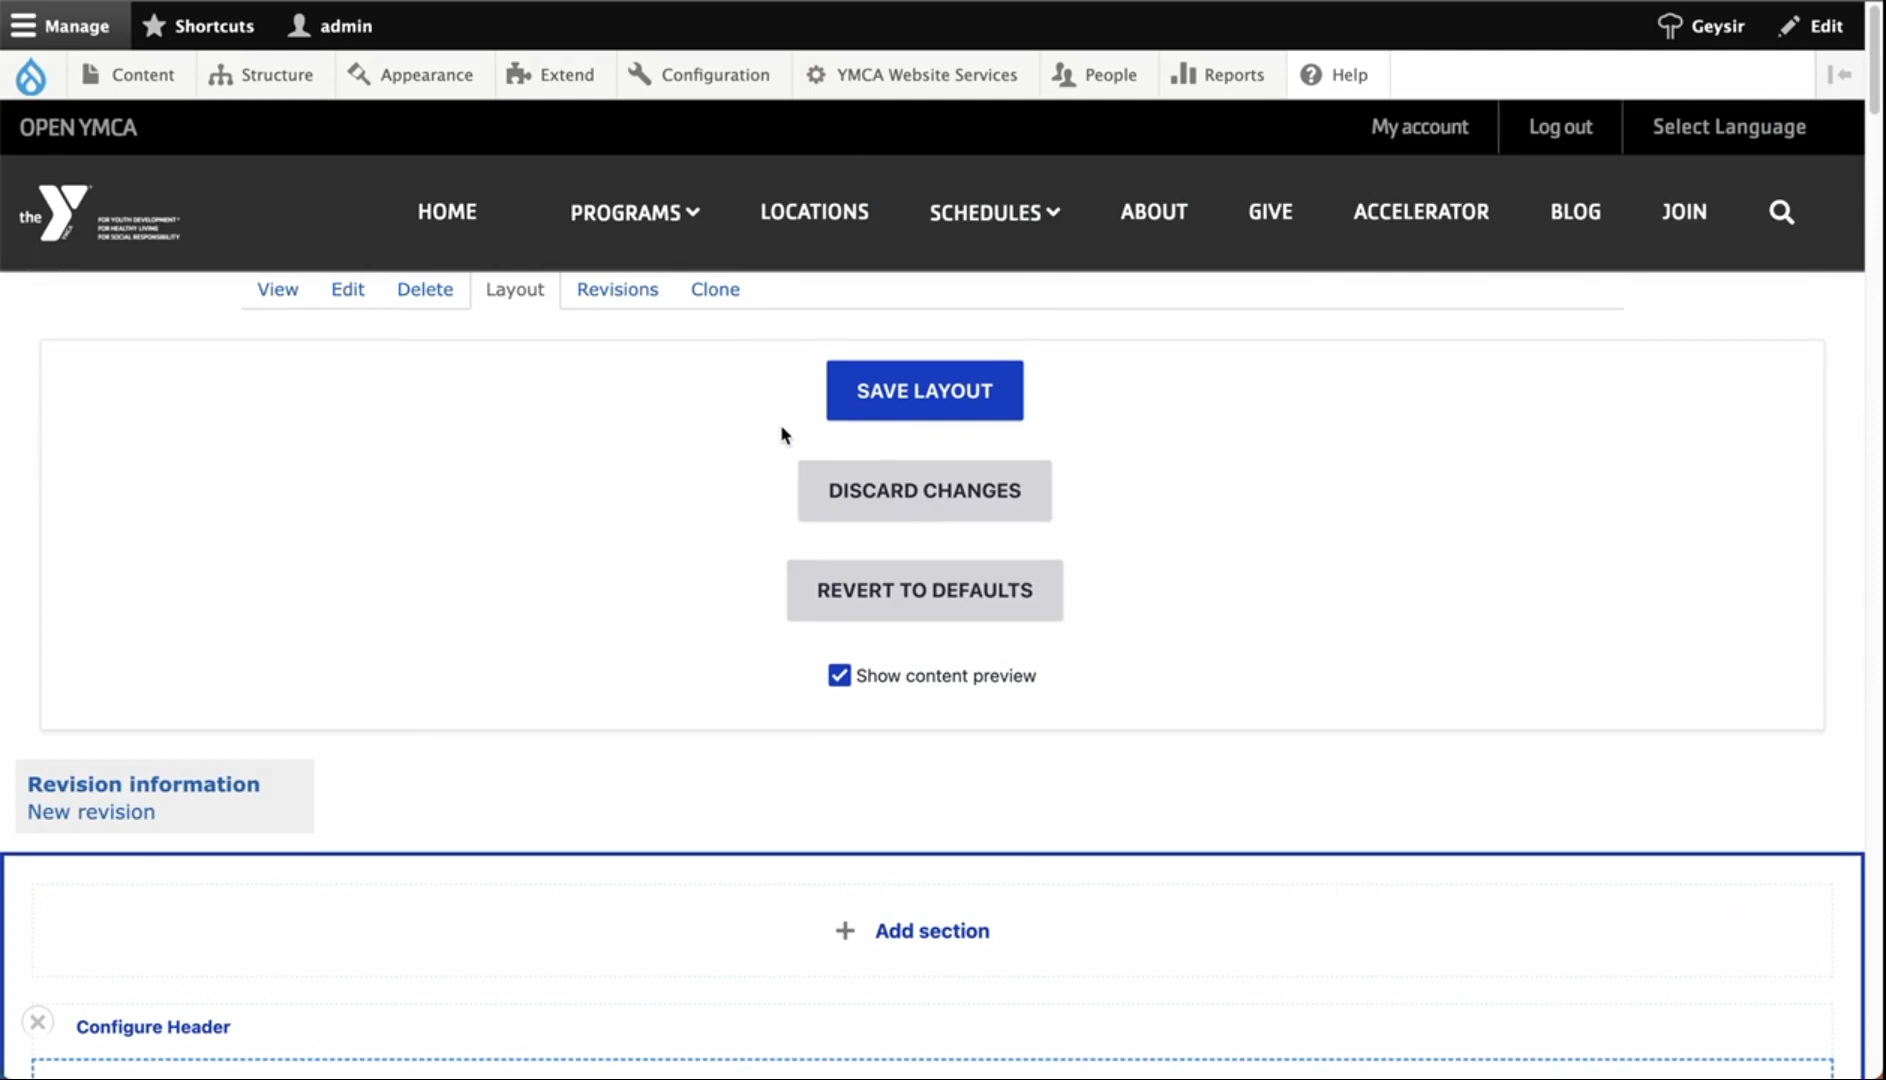 Manage Shortcuts admin Geysir Edit
Content Structure Appearance Extend Configuration YMCA Website Services People Reports Help
OPEN YMCA My account Log out Select Language
the Y YMCA
FOR YOUTH DEVELOPMENT®
FOR HEALTHY LIVING
FOR SOCIAL RESPONSIBILITY
HOME PROGRAMS LOCATIONS SCHEDULES ABOUT GIVE ACCELERATOR BLOG JOIN
View Edit Delete Layout Revisions Clone
SAVE LAYOUT
DISCARD CHANGES
REVERT TO DEFAULTS
Show content preview
Revision information
New revision
+ Add section
Configure Header